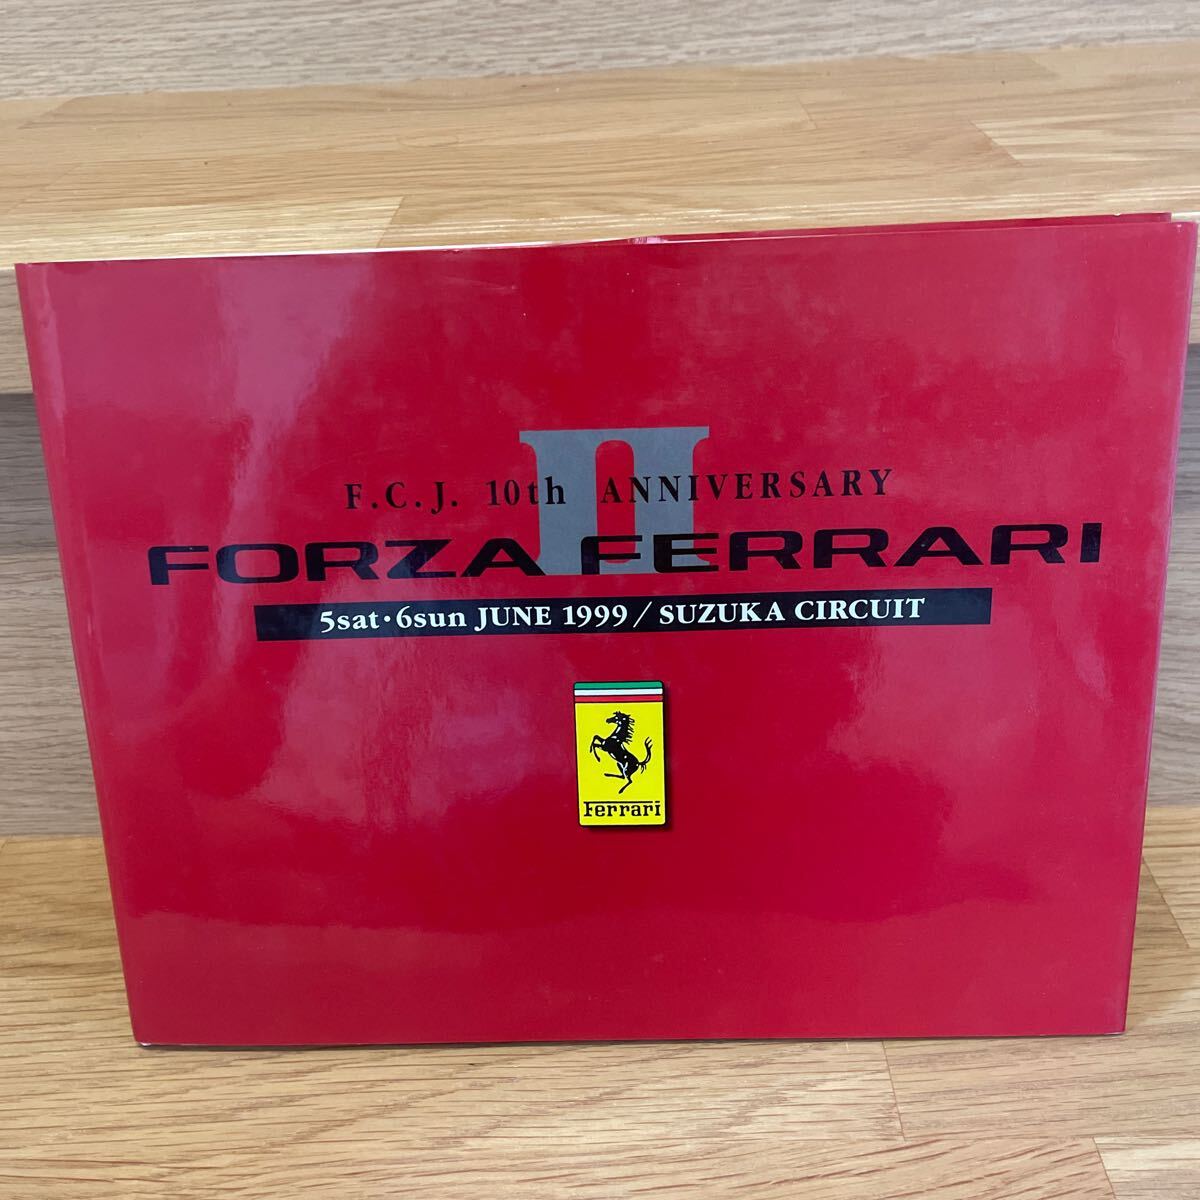 II
F.C.J. 10th ANNIVERSARY
FORZA FERRARI
5sat・6sun JUNE 1999 / SUZUKA CIRCUIT
Ferrari